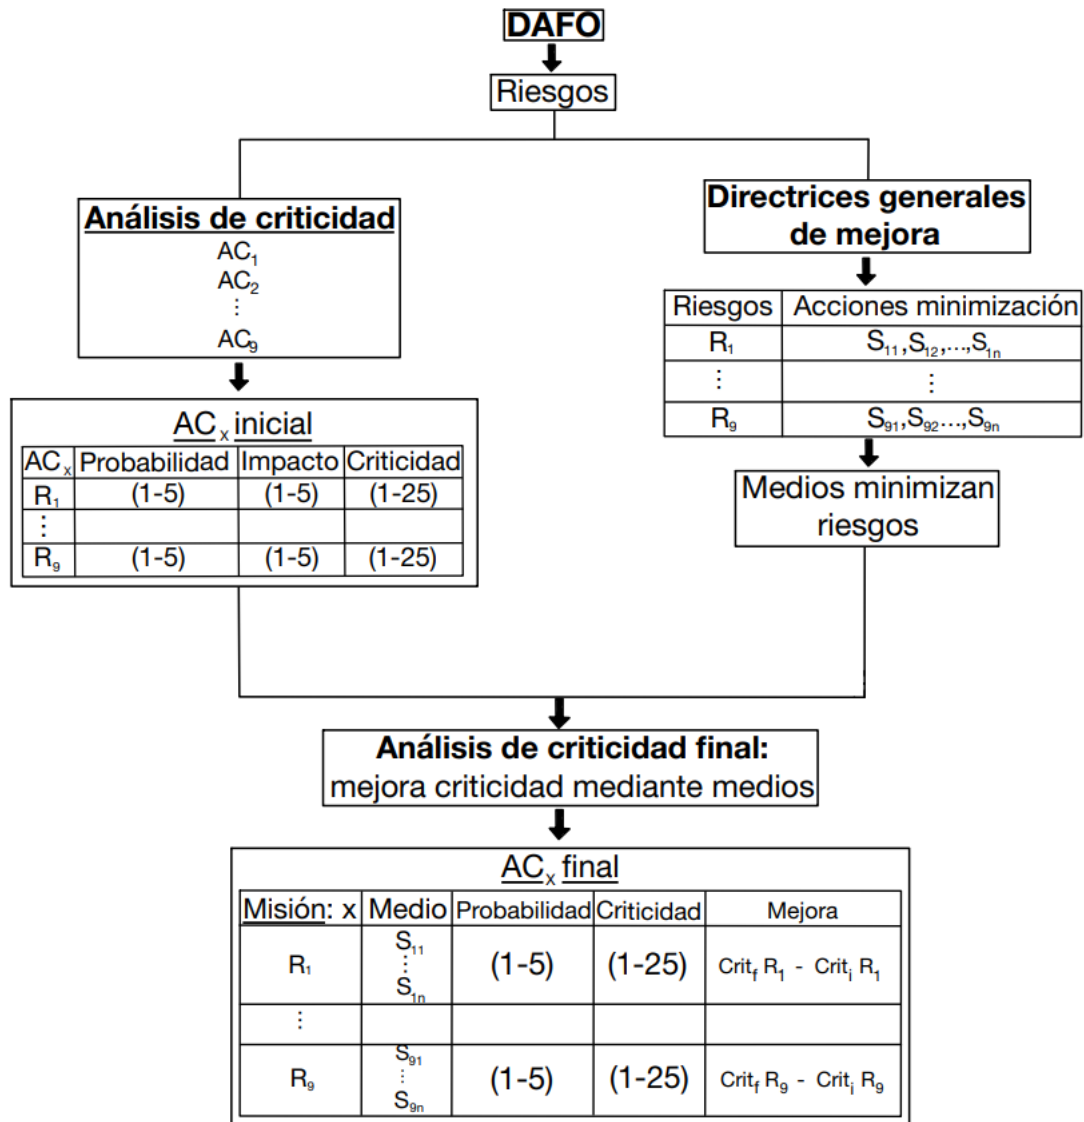 DAFO
Riesgos
Análisis de criticidad
AC₁
AC₂
⋮
AC₉
Directrices generales
de mejora
Riesgos Acciones minimización
R₁ S₁₁,S₁₂,...,S₁ₙ
⋮ ⋮
R₉ S₉₁,S₉₂...,S₉ₙ
Medios minimizan
riesgos
ACₓ inicial
ACₓ Probabilidad Impacto Criticidad
R₁ (1-5) (1-5) (1-25)
⋮
R₉ (1-5) (1-5) (1-25)
Análisis de criticidad final:
mejora criticidad mediante medios
ACₓ final
Misión: x Medio Probabilidad Criticidad Mejora
R₁ S₁₁ ⋮ S₁ₙ (1-5) (1-25) Crit_f R₁ - Crit_i R₁
⋮
R₉ S₉₁ ⋮ S₉ₙ (1-5) (1-25) Crit_f R₉ - Crit_i R₉